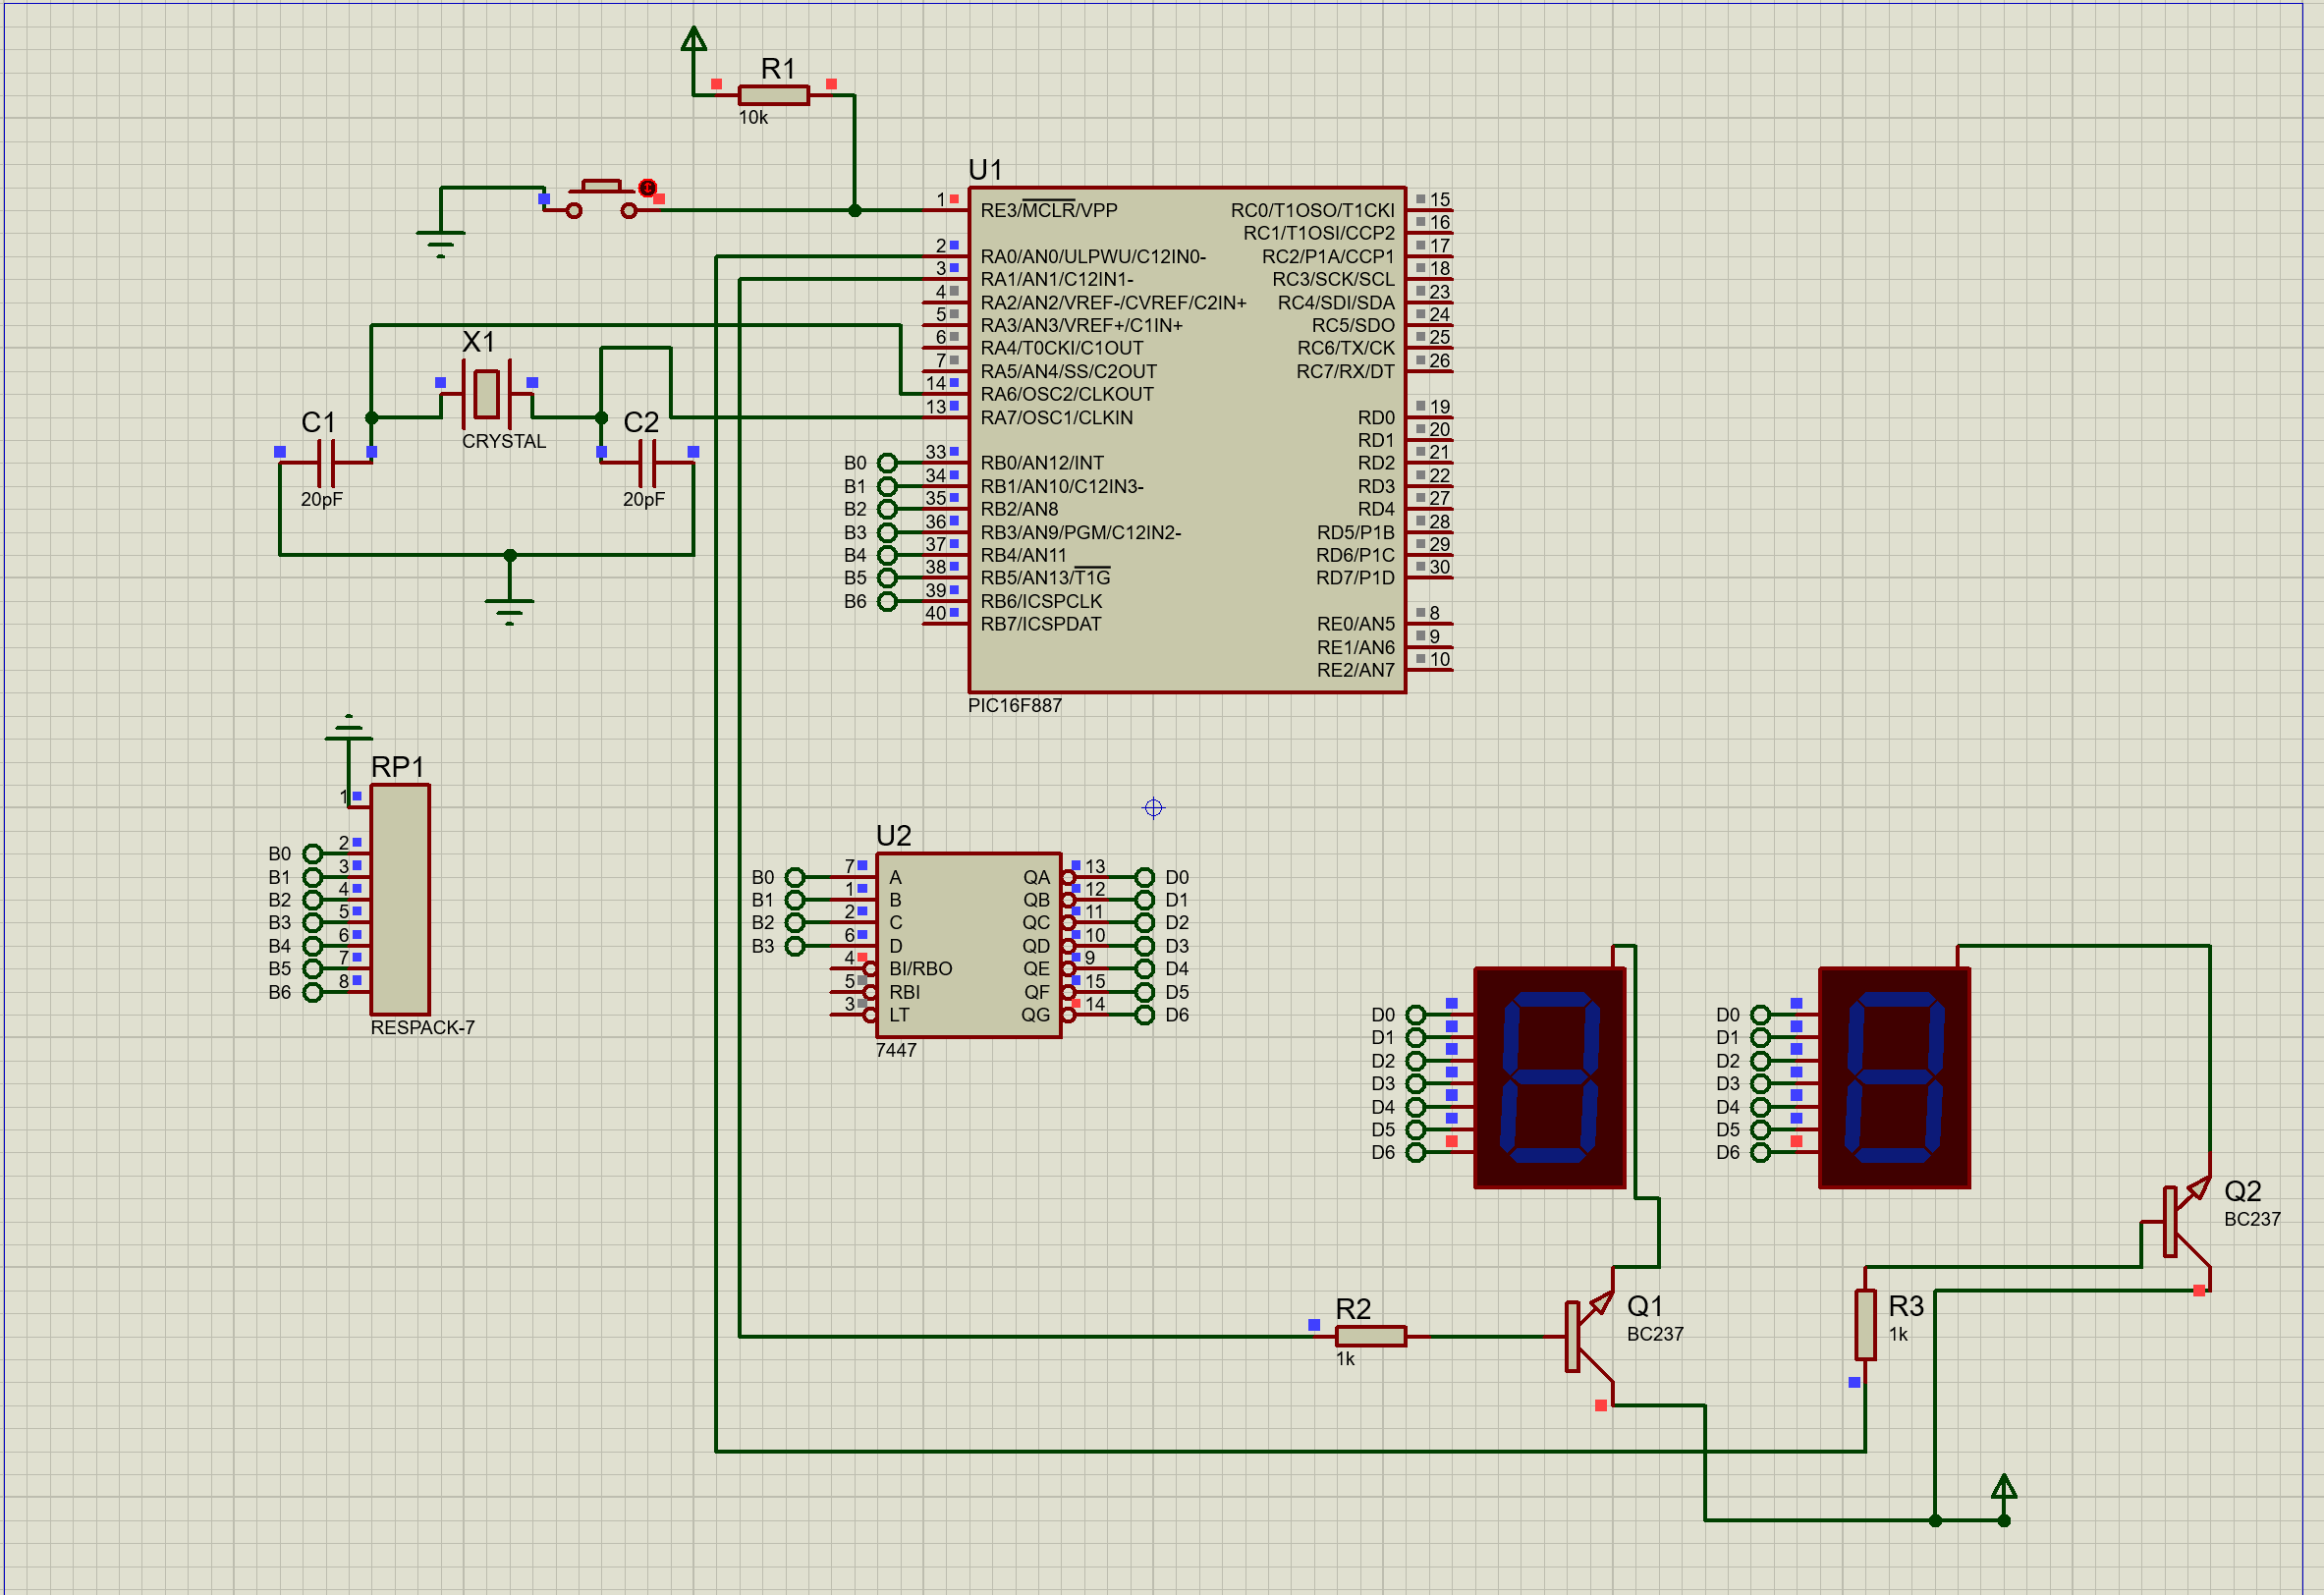 R1
10k
U1
1 RE3/MCLR/VPP
2 RA0/AN0/ULPWU/C12IN0-
3 RA1/AN1/C12IN1-
4 RA2/AN2/VREF-/CVREF/C2IN+
5 RA3/AN3/VREF+/C1IN+
6 RA4/T0CKI/C1OUT
7 RA5/AN4/SS/C2OUT
14 RA6/OSC2/CLKOUT
13 RA7/OSC1/CLKIN
B0 33 RB0/AN12/INT
B1 34 RB1/AN10/C12IN3-
B2 35 RB2/AN8
B3 36 RB3/AN9/PGM/C12IN2-
B4 37 RB4/AN11
B5 38 RB5/AN13/T1G
B6 39 RB6/ICSPCLK
40 RB7/ICSPDAT
RC0/T1OSO/T1CKI 15
RC1/T1OSI/CCP2 16
RC2/P1A/CCP1 17
RC3/SCK/SCL 18
RC4/SDI/SDA 23
RC5/SDO 24
RC6/TX/CK 25
RC7/RX/DT 26
RD0 19
RD1 20
RD2 21
RD3 22
RD4 27
RD5/P1B 28
RD6/P1C 29
RD7/P1D 30
RE0/AN5 8
RE1/AN6 9
RE2/AN7 10
PIC16F887
X1
CRYSTAL
C1
20pF
C2
20pF
RP1
1
B0 2
B1 3
B2 4
B3 5
B4 6
B5 7
B6 8
RESPACK-7
U2
B0 7 A QA 13 D0
B1 1 B QB 12 D1
B2 2 C QC 11 D2
B3 6 D QD 10 D3
4 BI/RBO QE 9 D4
5 RBI QF 15 D5
3 LT QG 14 D6
7447
D0
D1
D2
D3
D4
D5
D6
D0
D1
D2
D3
D4
D5
D6
Q2
BC237
R2
1k
Q1
BC237
R3
1k